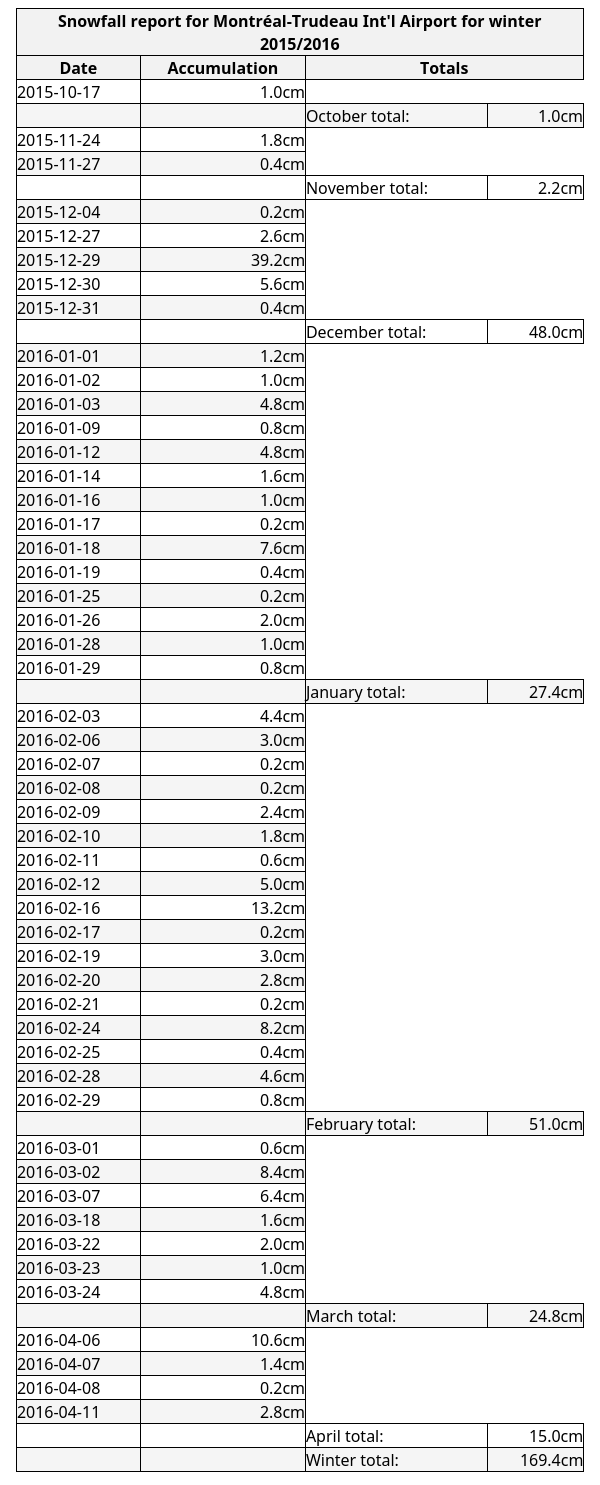 Snowfall report for Montréal-Trudeau Int'l Airport for winter
2015/2016
Date Accumulation Totals
2015-10-17 1.0cm
October total: 1.0cm
2015-11-24 1.8cm
2015-11-27 0.4cm
November total: 2.2cm
2015-12-04 0.2cm
2015-12-27 2.6cm
2015-12-29 39.2cm
2015-12-30 5.6cm
2015-12-31 0.4cm
December total: 48.0cm
2016-01-01 1.2cm
2016-01-02 1.0cm
2016-01-03 4.8cm
2016-01-09 0.8cm
2016-01-12 4.8cm
2016-01-14 1.6cm
2016-01-16 1.0cm
2016-01-17 0.2cm
2016-01-18 7.6cm
2016-01-19 0.4cm
2016-01-25 0.2cm
2016-01-26 2.0cm
2016-01-28 1.0cm
2016-01-29 0.8cm
January total: 27.4cm
2016-02-03 4.4cm
2016-02-06 3.0cm
2016-02-07 0.2cm
2016-02-08 0.2cm
2016-02-09 2.4cm
2016-02-10 1.8cm
2016-02-11 0.6cm
2016-02-12 5.0cm
2016-02-16 13.2cm
2016-02-17 0.2cm
2016-02-19 3.0cm
2016-02-20 2.8cm
2016-02-21 0.2cm
2016-02-24 8.2cm
2016-02-25 0.4cm
2016-02-28 4.6cm
2016-02-29 0.8cm
February total: 51.0cm
2016-03-01 0.6cm
2016-03-02 8.4cm
2016-03-07 6.4cm
2016-03-18 1.6cm
2016-03-22 2.0cm
2016-03-23 1.0cm
2016-03-24 4.8cm
March total: 24.8cm
2016-04-06 10.6cm
2016-04-07 1.4cm
2016-04-08 0.2cm
2016-04-11 2.8cm
April total: 15.0cm
Winter total: 169.4cm